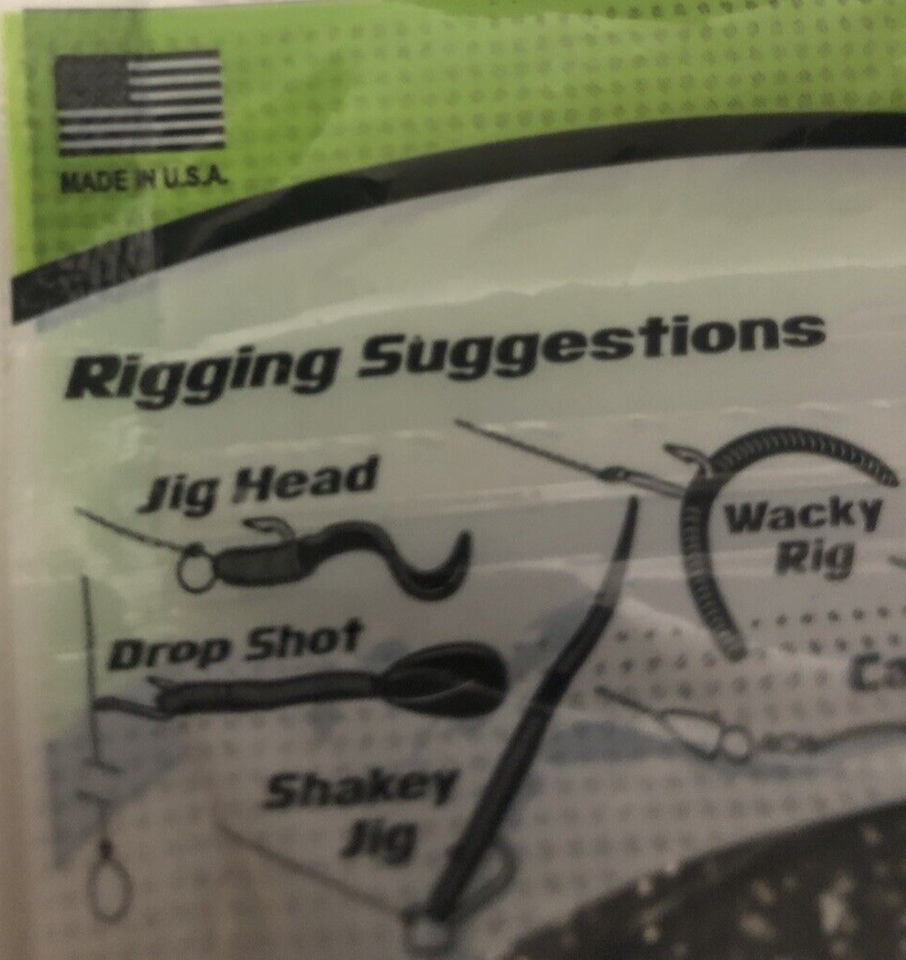 MADE IN U.S.A.
Rigging Suggestions
Jig Head
Wacky
Rig
Drop Shot
Shakey
Jig